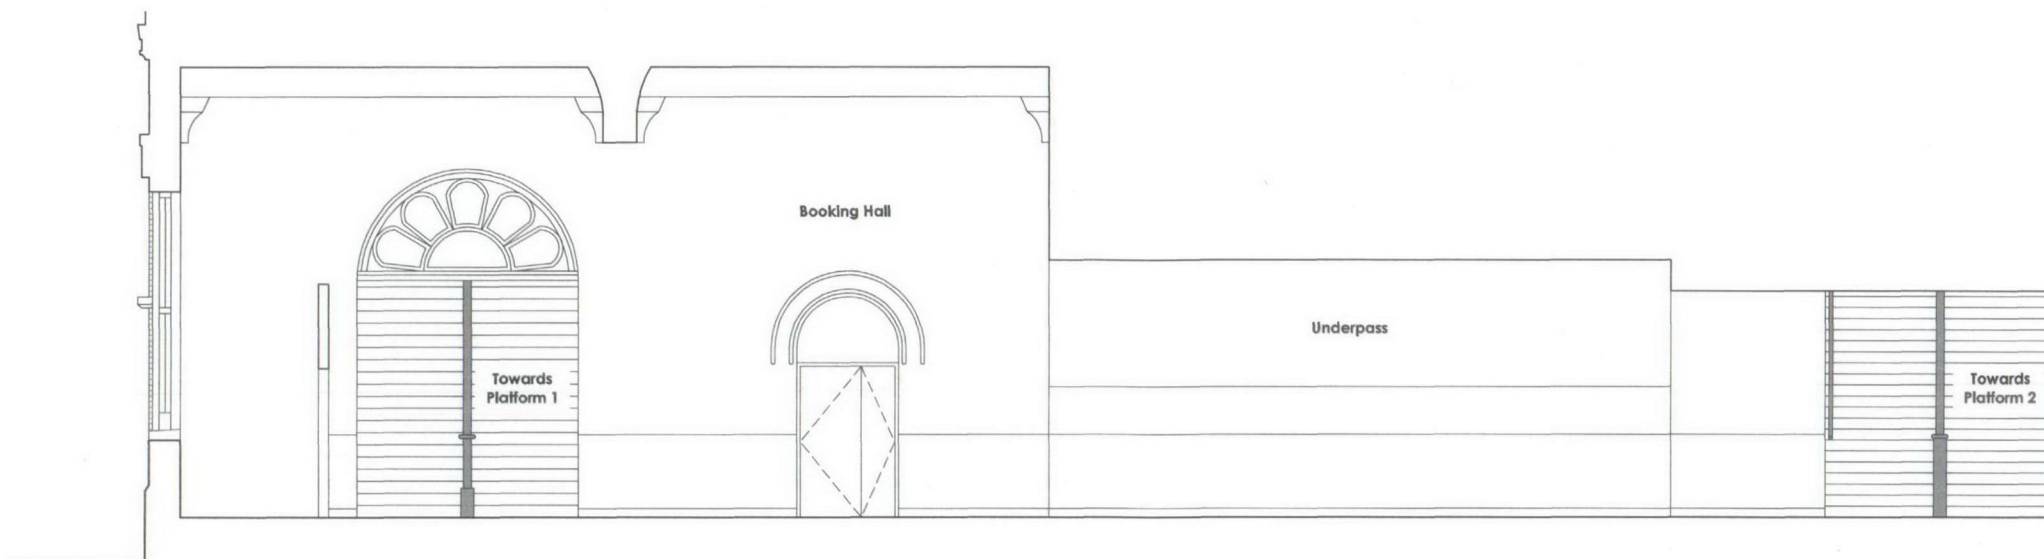 Booking Hall
Underpass
Towards
Platform 1
Towards
Platform 2